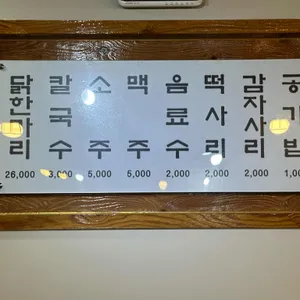 닭한마리
26,000
칼국수
3,000
소주
5,000
맥주
5,000
음료수
2,000
떡사리
2,000
감자사리
2,000
공기밥